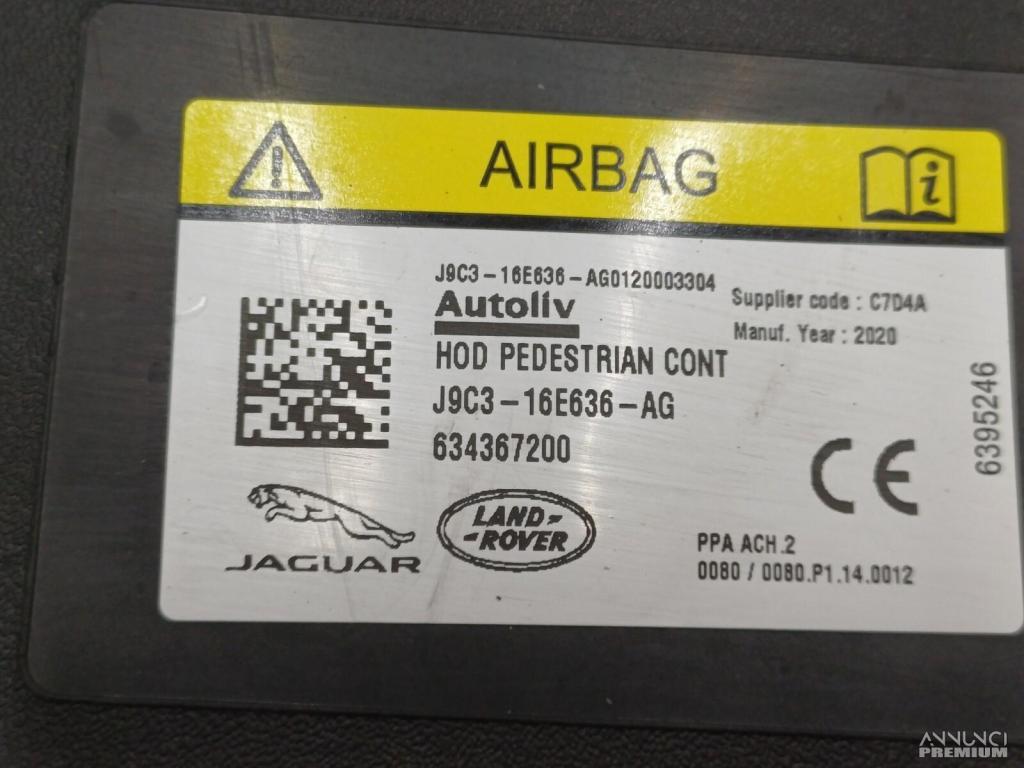 AIRBAG
J9C3-16E636-AG0120003304
Autoliv
Supplier code : C7D4A
Manuf. Year : 2020
HOD PEDESTRIAN CONT
J9C3-16E636-AG
634367200
6395246
CE
JAGUAR
LAND-
-ROVER
PPA ACH.2
0080 / 0080.P1.14.0012
ANNUNCI
PREMIUM